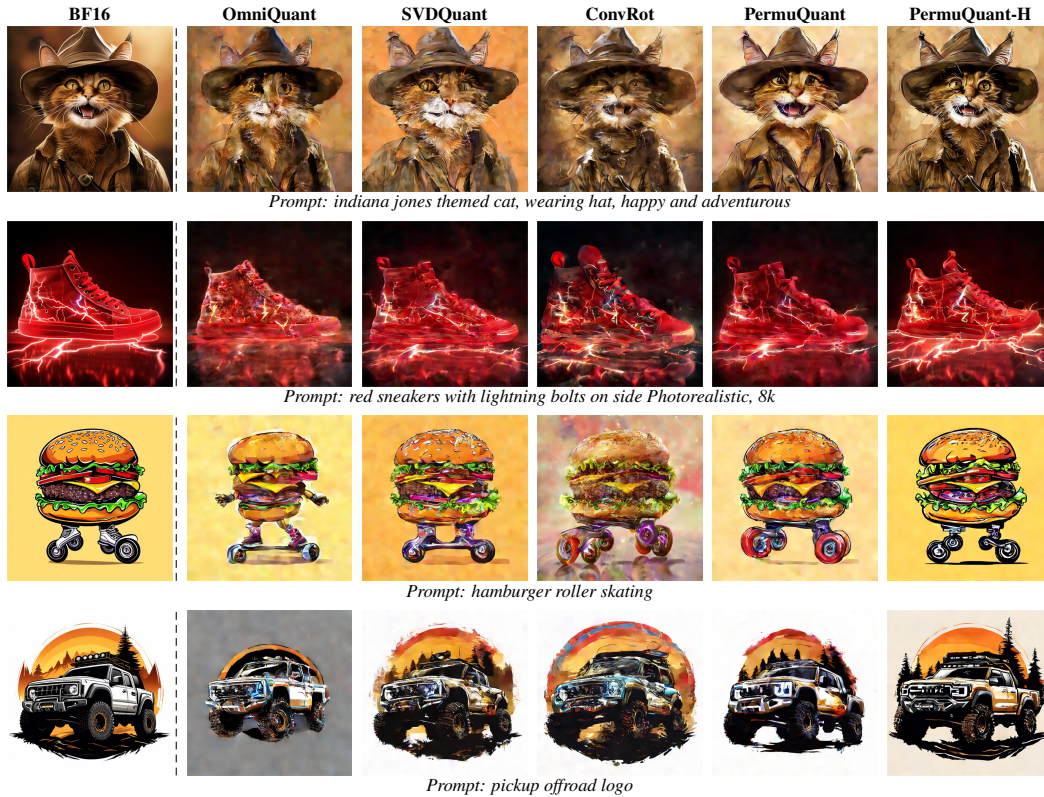 BF16 OmniQuant SVDQuant ConvRot PermuQuant PermuQuant-H
Prompt: indiana jones themed cat, wearing hat, happy and adventurous
Prompt: red sneakers with lightning bolts on side Photorealistic, 8k
Prompt: hamburger roller skating
Prompt: pickup offroad logo